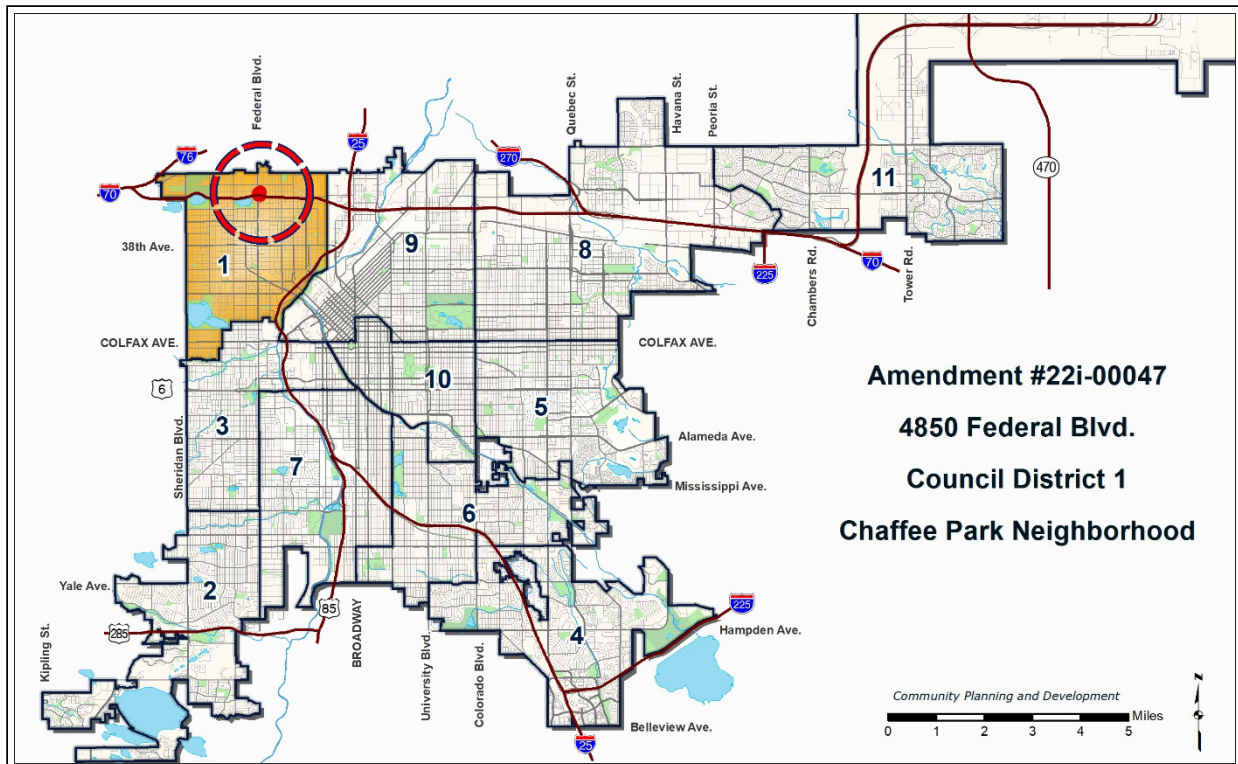 Federal Blvd.
Quebec St.
Havana St.
Peoria St.
76
25
270
70
470
11
38th Ave.
9
8
1
225
70
Chambers Rd.
Tower Rd.
COLFAX AVE.
COLFAX AVE.
6
10
5
3
Sheridan Blvd.
Alameda Ave.
7
Mississippi Ave.
6
Yale Ave.
2
85
285
BROADWAY
University Blvd.
Colorado Blvd.
4
225
Hampden Ave.
Kipling St.
Belleview Ave.
25
Amendment #22i-00047
4850 Federal Blvd.
Council District 1
Chaffee Park Neighborhood
Community Planning and Development
Miles
0 1 2 3 4 5
N